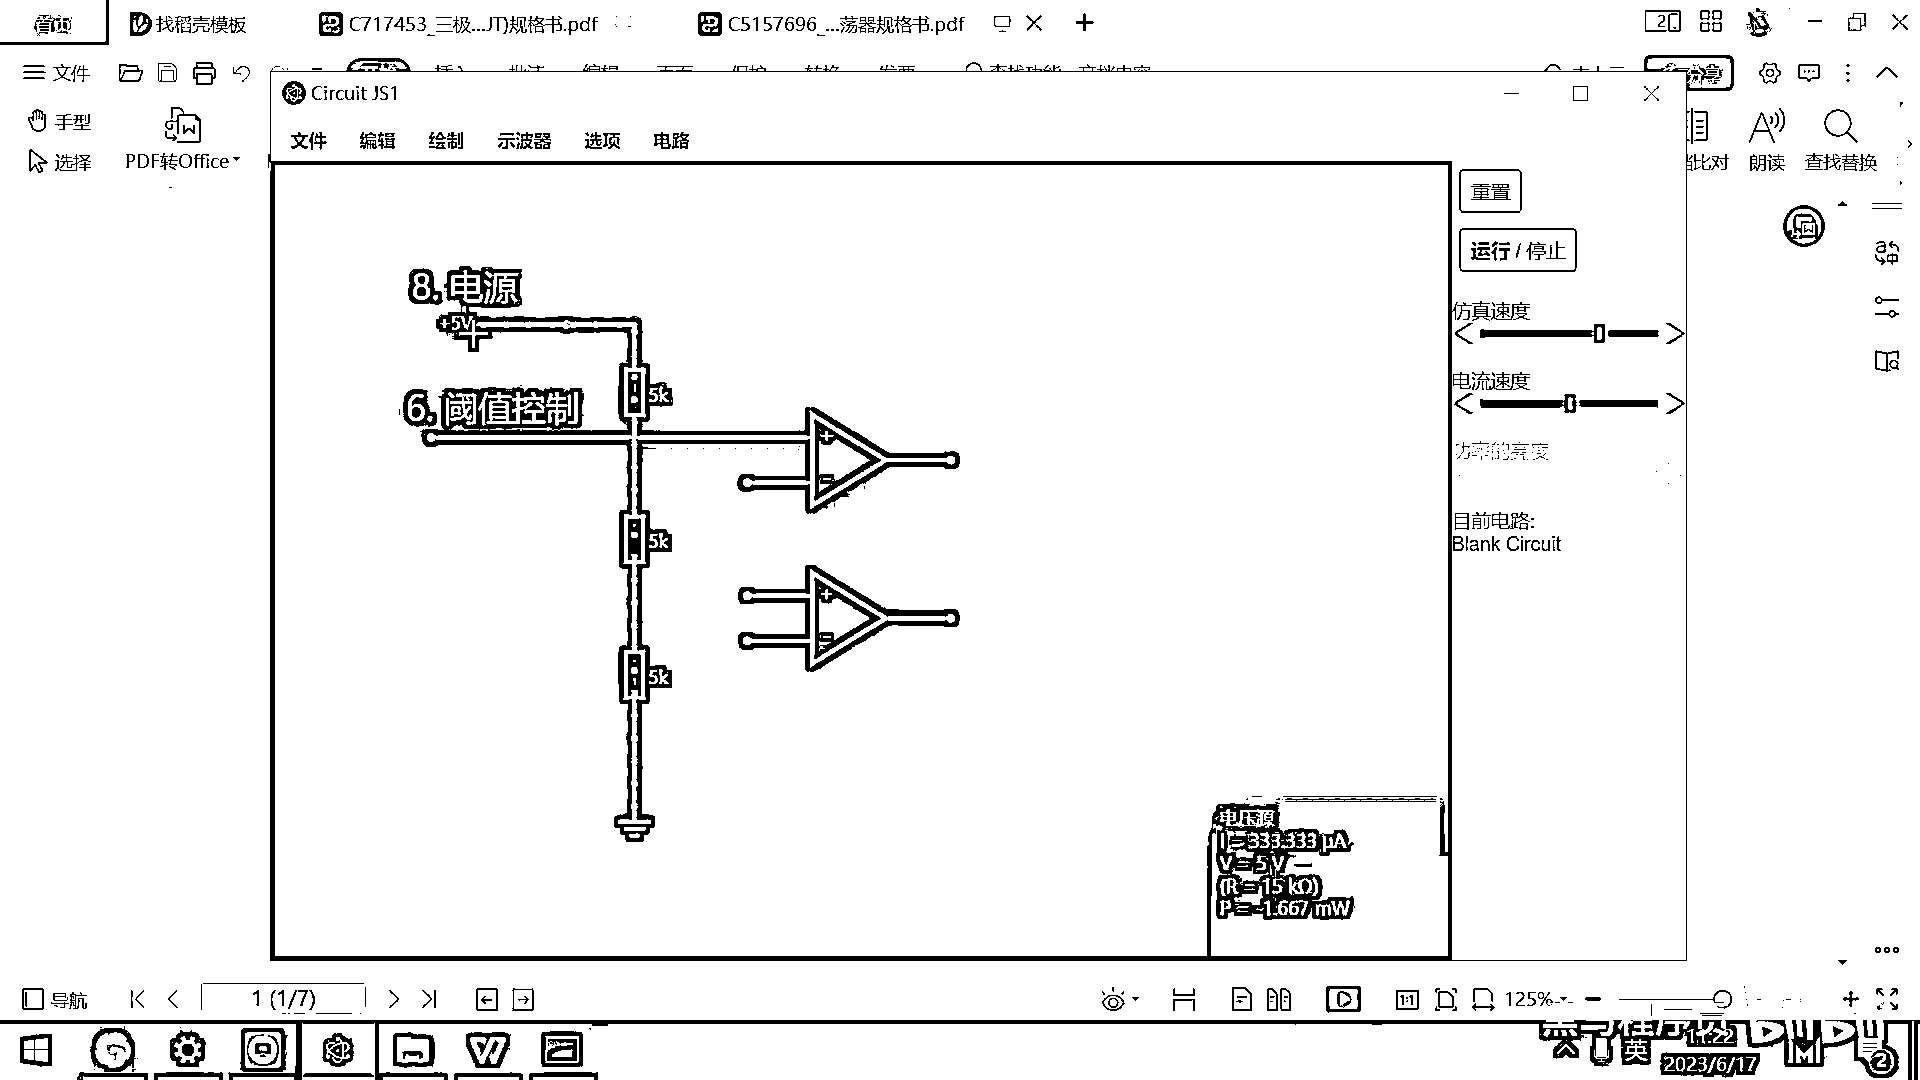 首页
找稻壳模板
C717453_三极...JT)规格书.pdf
C5157696_...荡器规格书.pdf
文件
手型
选择
PDF转Office
比对
朗读
查找替换
Circuit JS1
文件
编辑
绘制
示波器
选项
电路
重置
运行 / 停止
仿真速度
电流速度
功率的亮度
目前电路:
Blank Circuit
8. 电源
+5V
5k
6. 阈值控制
+
5k
+
5k
电压源
I = 333.333 μA
V = 5 V
(R = 15 kΩ)
P = -1.667 mW
导航
1 (1/7)
1:1
125%
英
11:22
2023/6/17
2